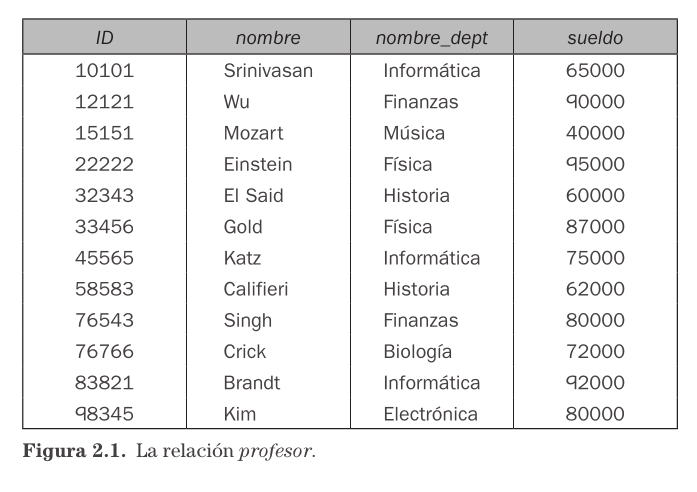 ID nombre nombre_dept sueldo
10101 Srinivasan Informática 65000
12121 Wu Finanzas 90000
15151 Mozart Música 40000
22222 Einstein Física 95000
32343 El Said Historia 60000
33456 Gold Física 87000
45565 Katz Informática 75000
58583 Califieri Historia 62000
76543 Singh Finanzas 80000
76766 Crick Biología 72000
83821 Brandt Informática 92000
98345 Kim Electrónica 80000
Figura 2.1. La relación profesor.